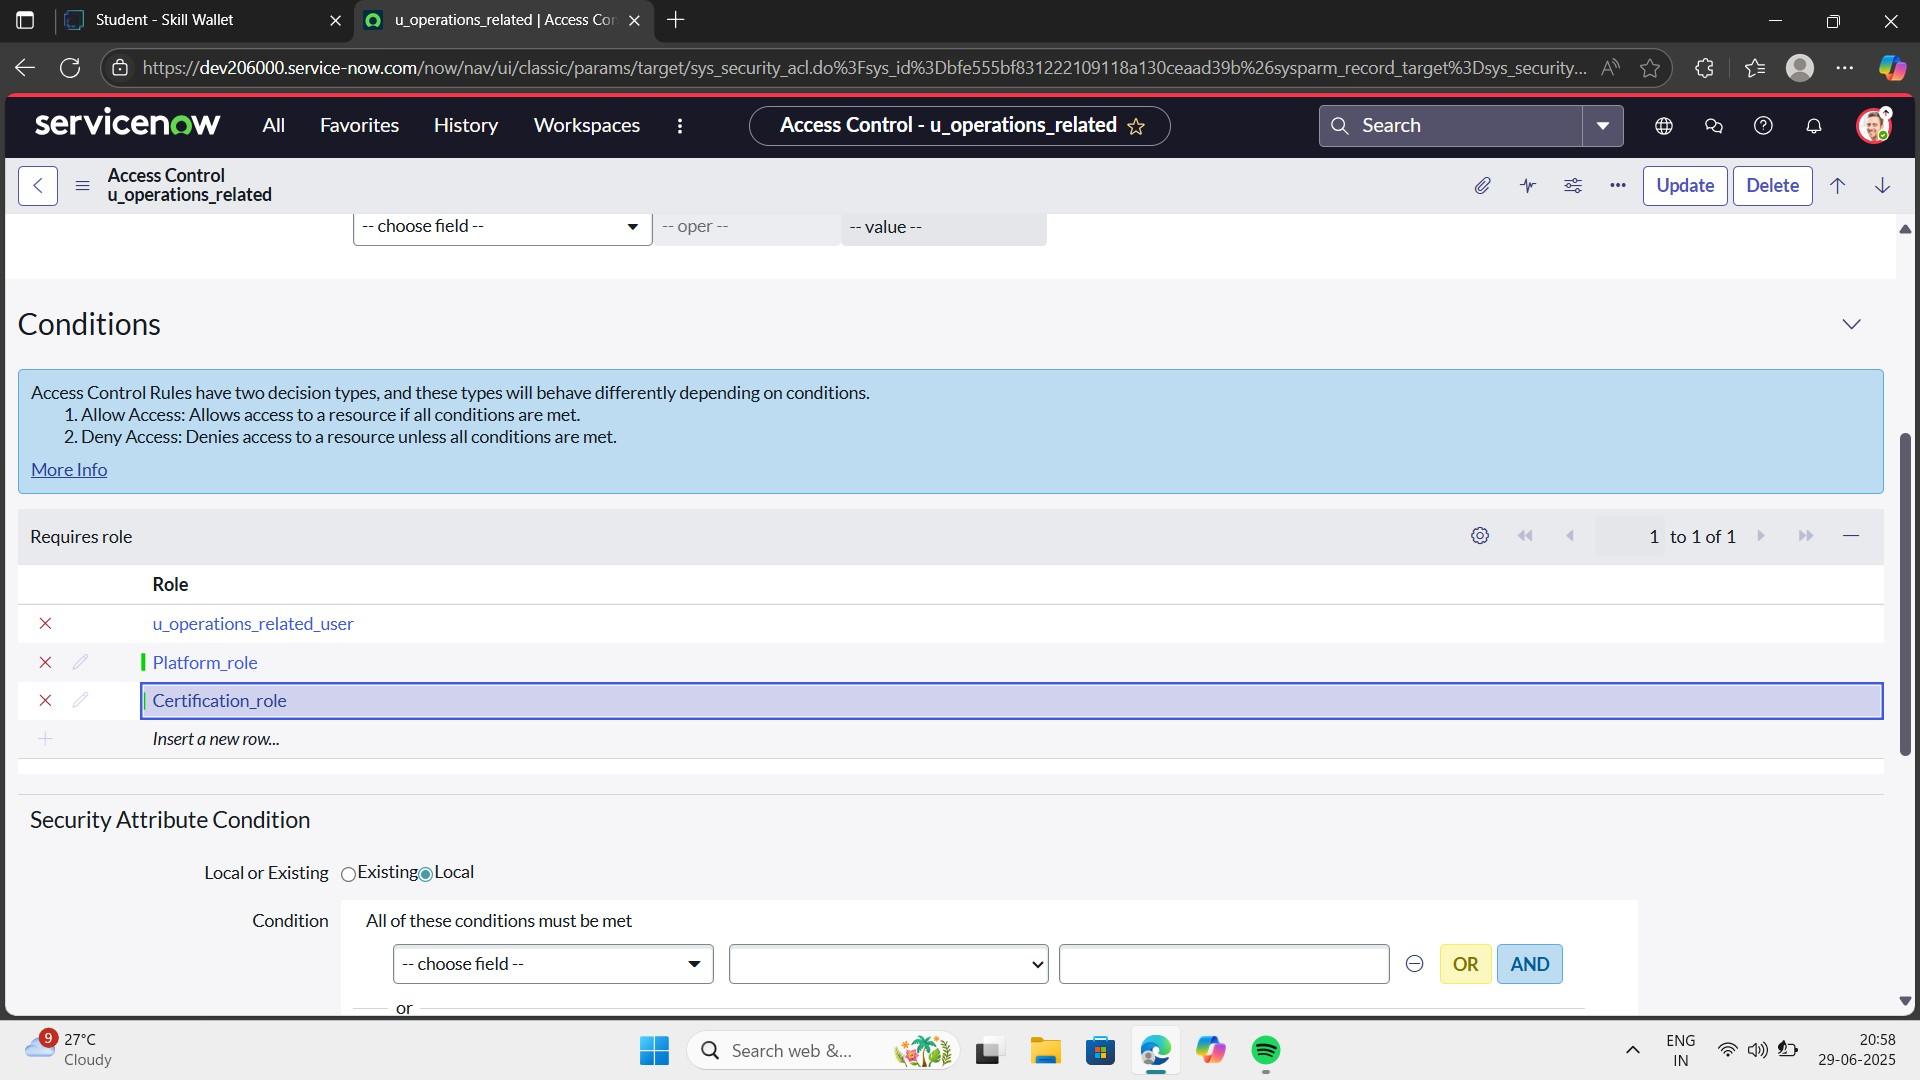 Student - Skill Wallet
u_operations_related | Access Con
https://dev206000.service-now.com/now/nav/ui/classic/params/target/sys_security_acl.do%3Fsys_id%3Dbfe555bf831222109118a130ceaad39b%26sysparm_record_target%3Dsys_security...
servicenow
All
Favorites
History
Workspaces
Access Control - u_operations_related
Search
Access Control
u_operations_related
Update
Delete
-- choose field --
-- oper --
-- value --
Conditions
Access Control Rules have two decision types, and these types will behave differently depending on conditions.
1. Allow Access: Allows access to a resource if all conditions are met.
2. Deny Access: Denies access to a resource unless all conditions are met.
More Info
Requires role
1 to 1 of 1
Role
u_operations_related_user
Platform_role
Certification_role
Insert a new row...
Security Attribute Condition
Local or Existing
Existing
Local
Condition
All of these conditions must be met
-- choose field --
OR
AND
or
9
27°C
Cloudy
Search web &...
ENG
IN
20:58
29-06-2025